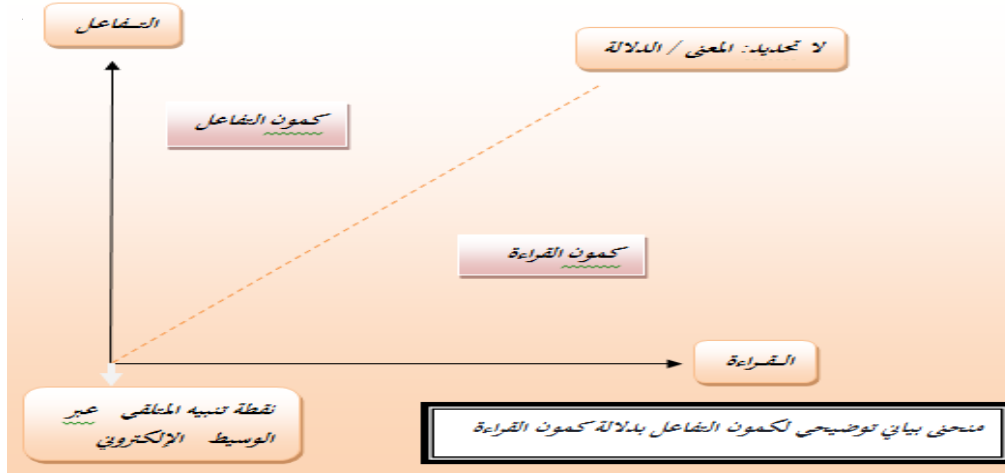 التـفاعل
لا تحديد: المعنى / الدلالة
كمون التفاعل
كمون القراءة
القراءة
نقطة تنبيه المتلقي عبر
الوسيط الإلكتروني
منحنى بياني توضيحي لكمون التفاعل بدلالة كمون القراءة